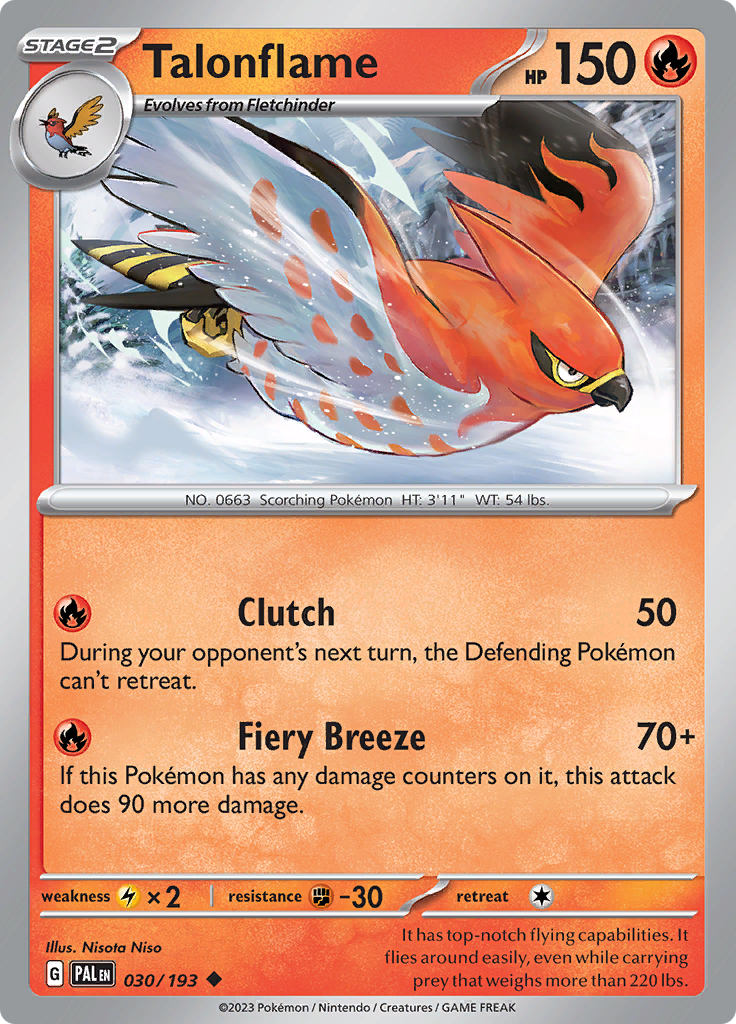 STAGE2
Talonflame
HP 150
Evolves from Fletchinder
NO. 0663 Scorching Pokémon HT: 3'11" WT: 54 lbs.
Clutch 50
During your opponent's next turn, the Defending Pokémon
can't retreat.
Fiery Breeze 70+
If this Pokémon has any damage counters on it, this attack
does 90 more damage.
weakness ×2 resistance -30 retreat
Illus. Nisota Niso
G PAL EN 030/193
It has top-notch flying capabilities. It
flies around easily, even while carrying
prey that weighs more than 220 lbs.
©2023 Pokémon / Nintendo / Creatures / GAME FREAK